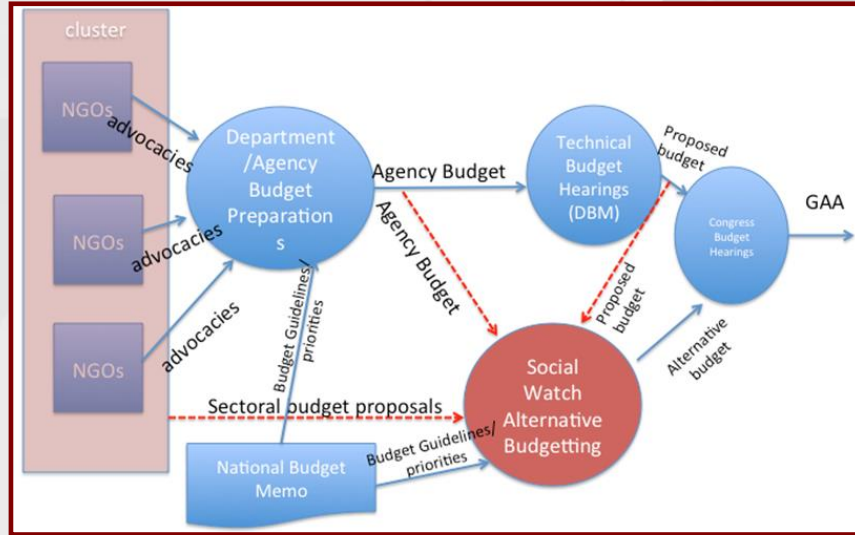 cluster
NGOs
advocacies
NGOs
advocacies
NGOs
advocacies
Department
/Agency
Budget
Preparation
s
Agency Budget
Agency Budget
Technical
Budget
Hearings
(DBM)
Proposed
budget
Proposed
budget
Congress
Budget
Hearings
GAA
Alternative
budget
Social
Watch
Alternative
Budgetting
Sectoral budget proposals
Budget Guidelines/
priorities
Budget Guidelines/
priorities
National Budget
Memo